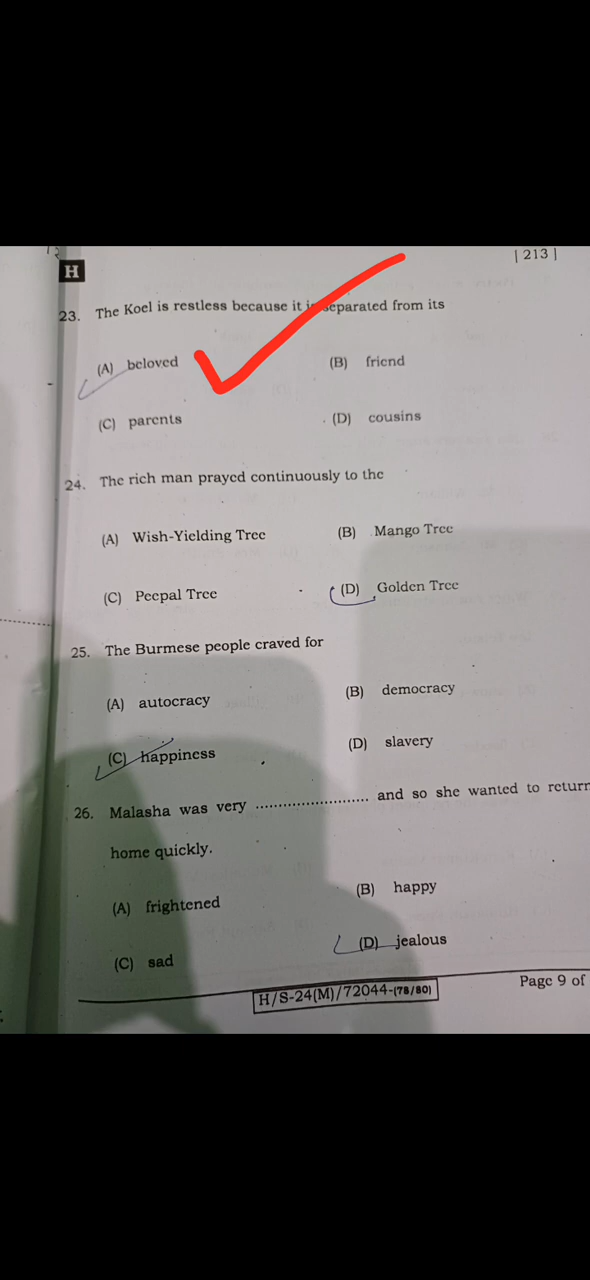 H
| 213 |
23. The Koel is restless because it is separated from its
(A) beloved (B) friend
(C) parents (D) cousins
24. The rich man prayed continuously to the
(A) Wish-Yielding Tree (B) Mango Tree
(C) Peepal Tree (D) Golden Tree
25. The Burmese people craved for
(A) autocracy (B) democracy
(C) happiness (D) slavery
26. Malasha was very ........................ and so she wanted to return
home quickly.
(A) frightened (B) happy
(C) sad (D) jealous
H/S-24(M)/72044-(78/80)
Page 9 of